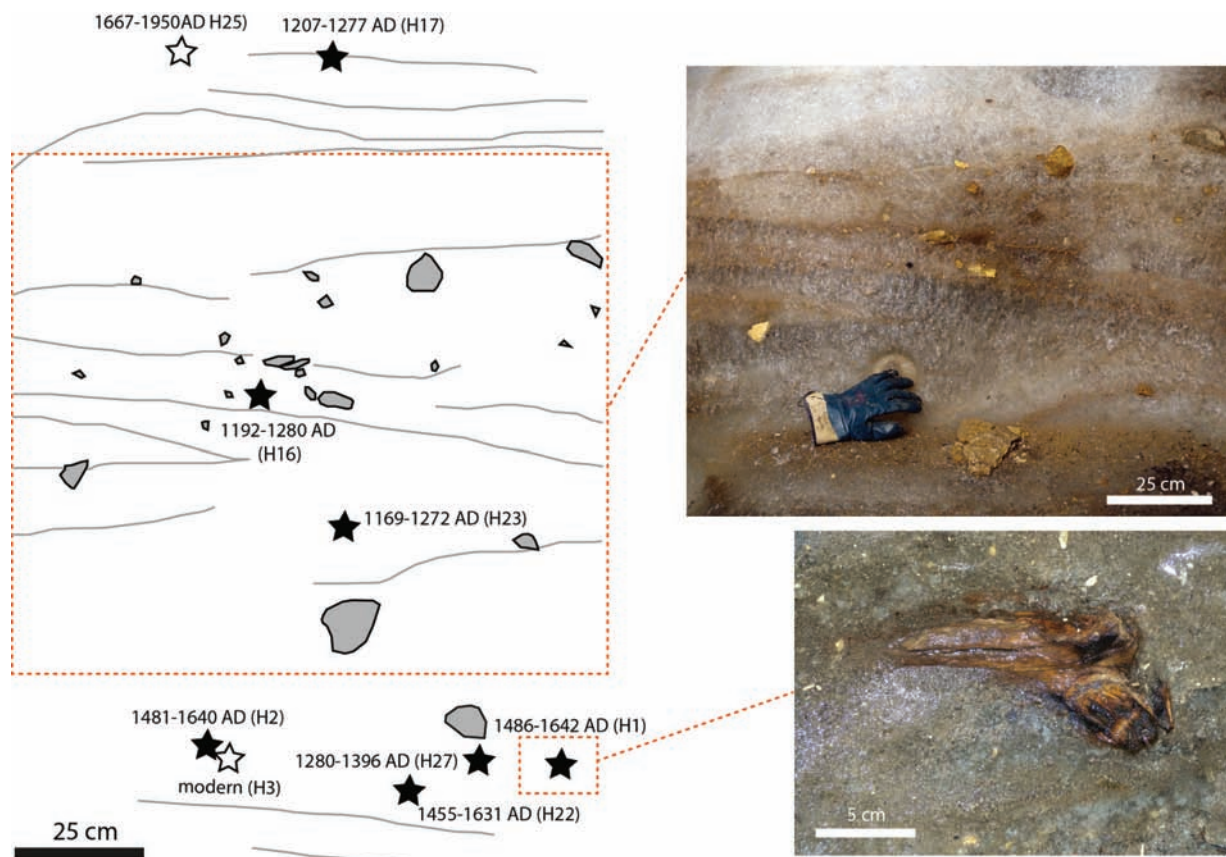 1667-1950AD H25)
1207-1277 AD (H17)
1192-1280 AD
(H16)
25 cm
1169-1272 AD (H23)
1481-1640 AD (H2)
1486-1642 AD (H1)
1280-1396 AD (H27)
modern (H3)
1455-1631 AD (H22)
5 cm
25 cm